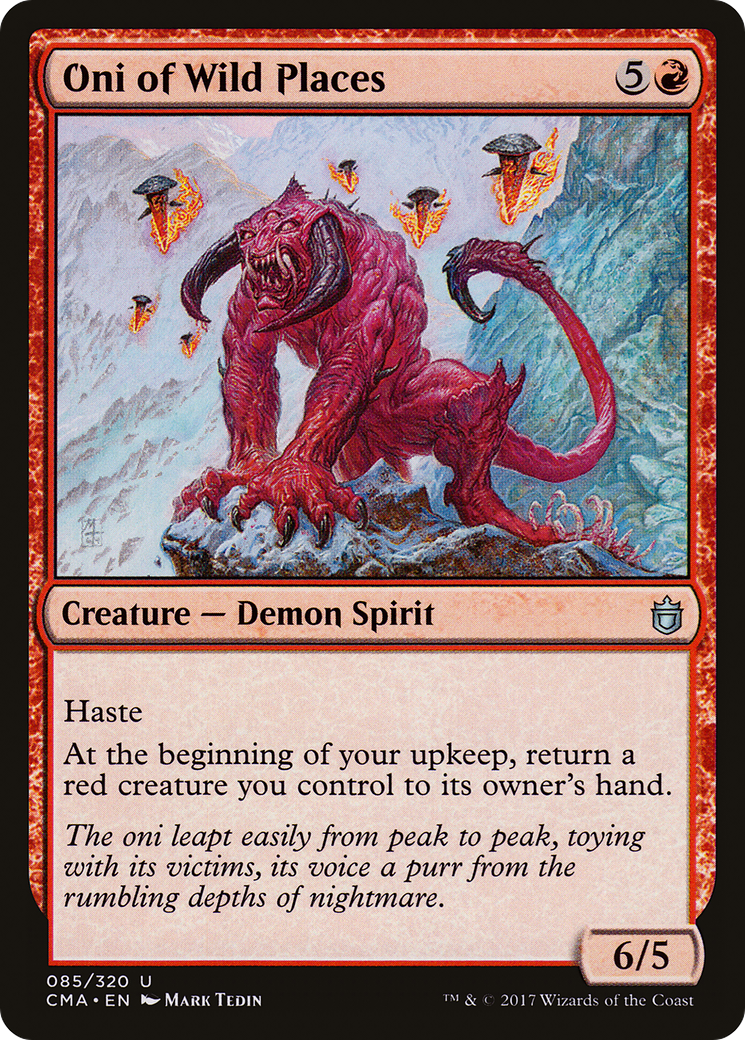 Oni of Wild Places 5
Creature — Demon Spirit
Haste
At the beginning of your upkeep, return a
red creature you control to its owner's hand.
The oni leapt easily from peak to peak, toying
with its victims, its voice a purr from the
rumbling depths of nightmare.
6/5
085/320 U
CMA • EN Mark Tedin
™ & © 2017 Wizards of the Coast